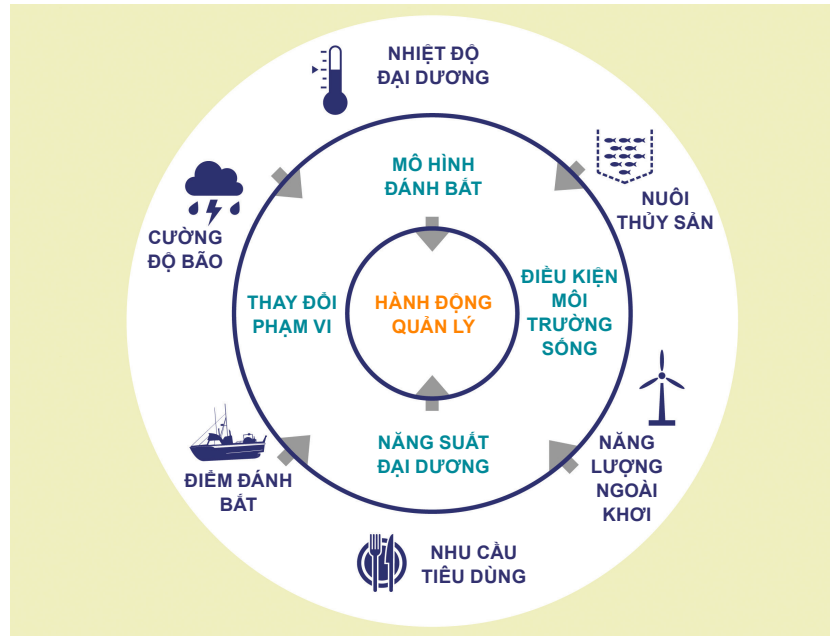 NHIỆT ĐỘ
ĐẠI DƯƠNG
MÔ HÌNH
ĐÁNH BẮT
NUÔI
THỦY SẢN
CƯỜNG
ĐỘ BÃO
THAY ĐỔI
PHẠM VI
HÀNH ĐỘNG
QUẢN LÝ
ĐIỀU KIỆN
MÔI
TRƯỜNG
SỐNG
NĂNG SUẤT
ĐẠI DƯƠNG
ĐIỂM ĐÁNH
BẮT
NĂNG
LƯỢNG
NGOÀI
KHƠI
NHU CẦU
TIÊU DÙNG